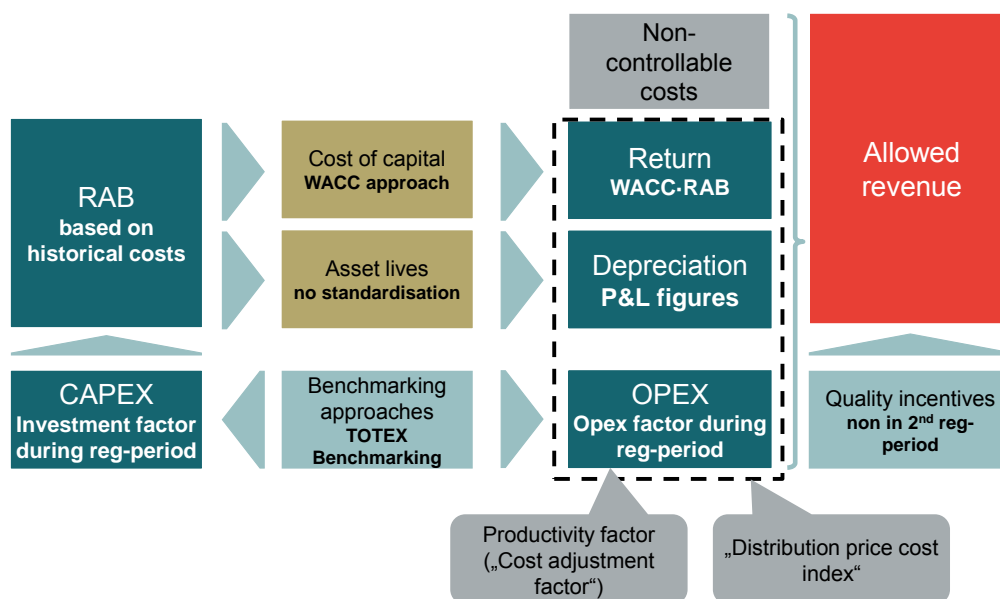 Non-
controllable
costs
RAB
based on
historical costs
Cost of capital
WACC approach
Return
WACC·RAB
Allowed
revenue
Asset lives
no standardisation
Depreciation
P&L figures
CAPEX
Investment factor
during reg-period
Benchmarking
approaches
TOTEX
Benchmarking
OPEX
Opex factor during
reg-period
Quality incentives
non in 2nd reg-
period
Productivity factor
(„Cost adjustment
factor“)
„Distribution price cost
index“